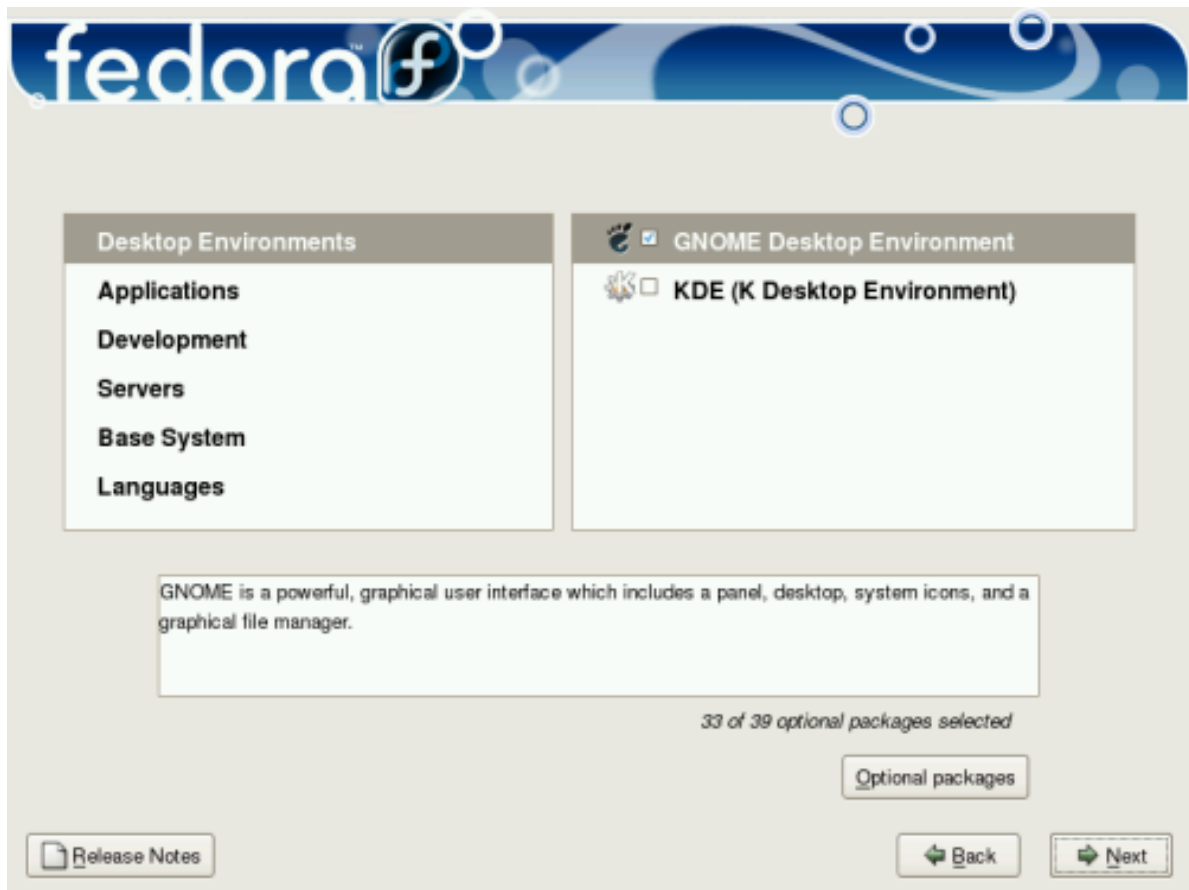 fedora™ f
Desktop Environments
Applications
Development
Servers
Base System
Languages
GNOME Desktop Environment
KDE (K Desktop Environment)
GNOME is a powerful, graphical user interface which includes a panel, desktop, system icons, and a
graphical file manager.
33 of 39 optional packages selected
Optional packages
Release Notes
Back
Next